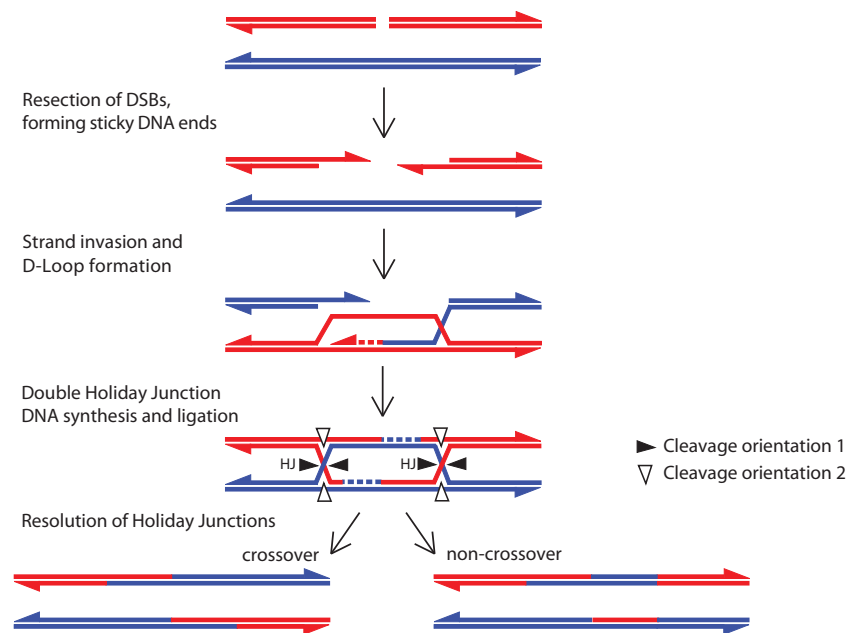 Resection of DSBs,
forming sticky DNA ends
Strand invasion and
D-Loop formation
Double Holiday Junction
DNA synthesis and ligation
HJ
HJ
Cleavage orientation 1
Cleavage orientation 2
Resolution of Holiday Junctions
crossover
non-crossover